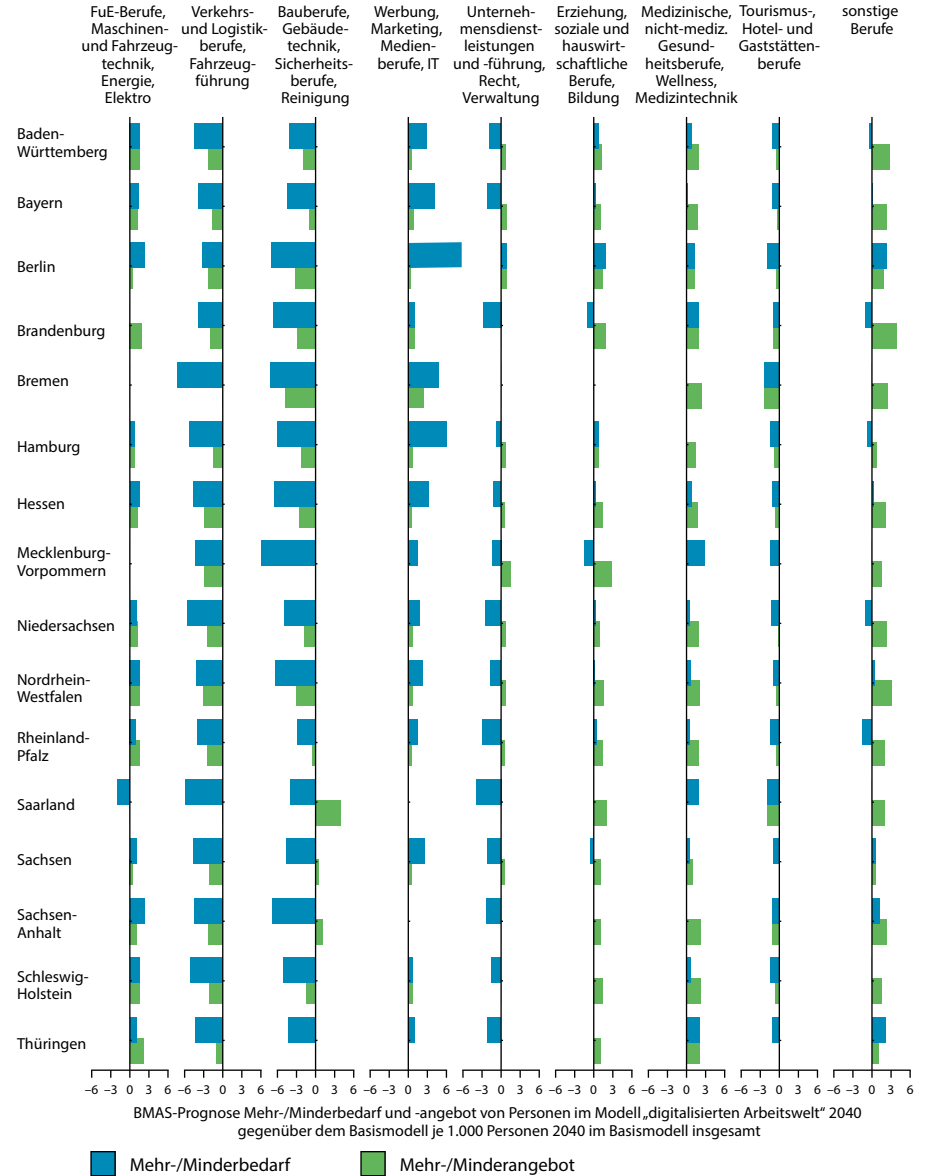 FuE-Berufe,
Maschinen-
und Fahrzeug-
technik,
Energie,
Elektro
Verkehrs-
und Logistik-
berufe,
Fahrzeug-
führung
Bauberufe,
Gebäude-
technik,
Sicherheits-
berufe,
Reinigung
Werbung,
Marketing,
Medien-
berufe, IT
Unterneh-
mensdienst-
leistungen
und -führung,
Recht,
Verwaltung
Erziehung,
soziale und
hauswirt-
schaftliche
Berufe,
Bildung
Medizinische,
nicht-mediz.
Gesund-
heitsberufe,
Wellness,
Medizintechnik
Tourismus-,
Hotel- und
Gaststätten-
berufe
sonstige
Berufe
Baden-
Württemberg
Bayern
Berlin
Brandenburg
Bremen
Hamburg
Hessen
Mecklenburg-
Vorpommern
Niedersachsen
Nordrhein-
Westfalen
Rheinland-
Pfalz
Saarland
Sachsen
Sachsen-
Anhalt
Schleswig-
Holstein
Thüringen
−6 −3 0 3 6 −6 −3 0 3 6 −6 −3 0 3 6 −6 −3 0 3 6 −6 −3 0 3 6 −6 −3 0 3 6 −6 −3 0 3 6 −6 −3 0 3 6 −6 −3 0 3 6
BMAS-Prognose Mehr-/Minderbedarf und -angebot von Personen im Modell „digitalisierten Arbeitswelt“ 2040
gegenüber dem Basismodell je 1.000 Personen 2040 im Basismodell insgesamt
Mehr-/Minderbedarf Mehr-/Minderangebot